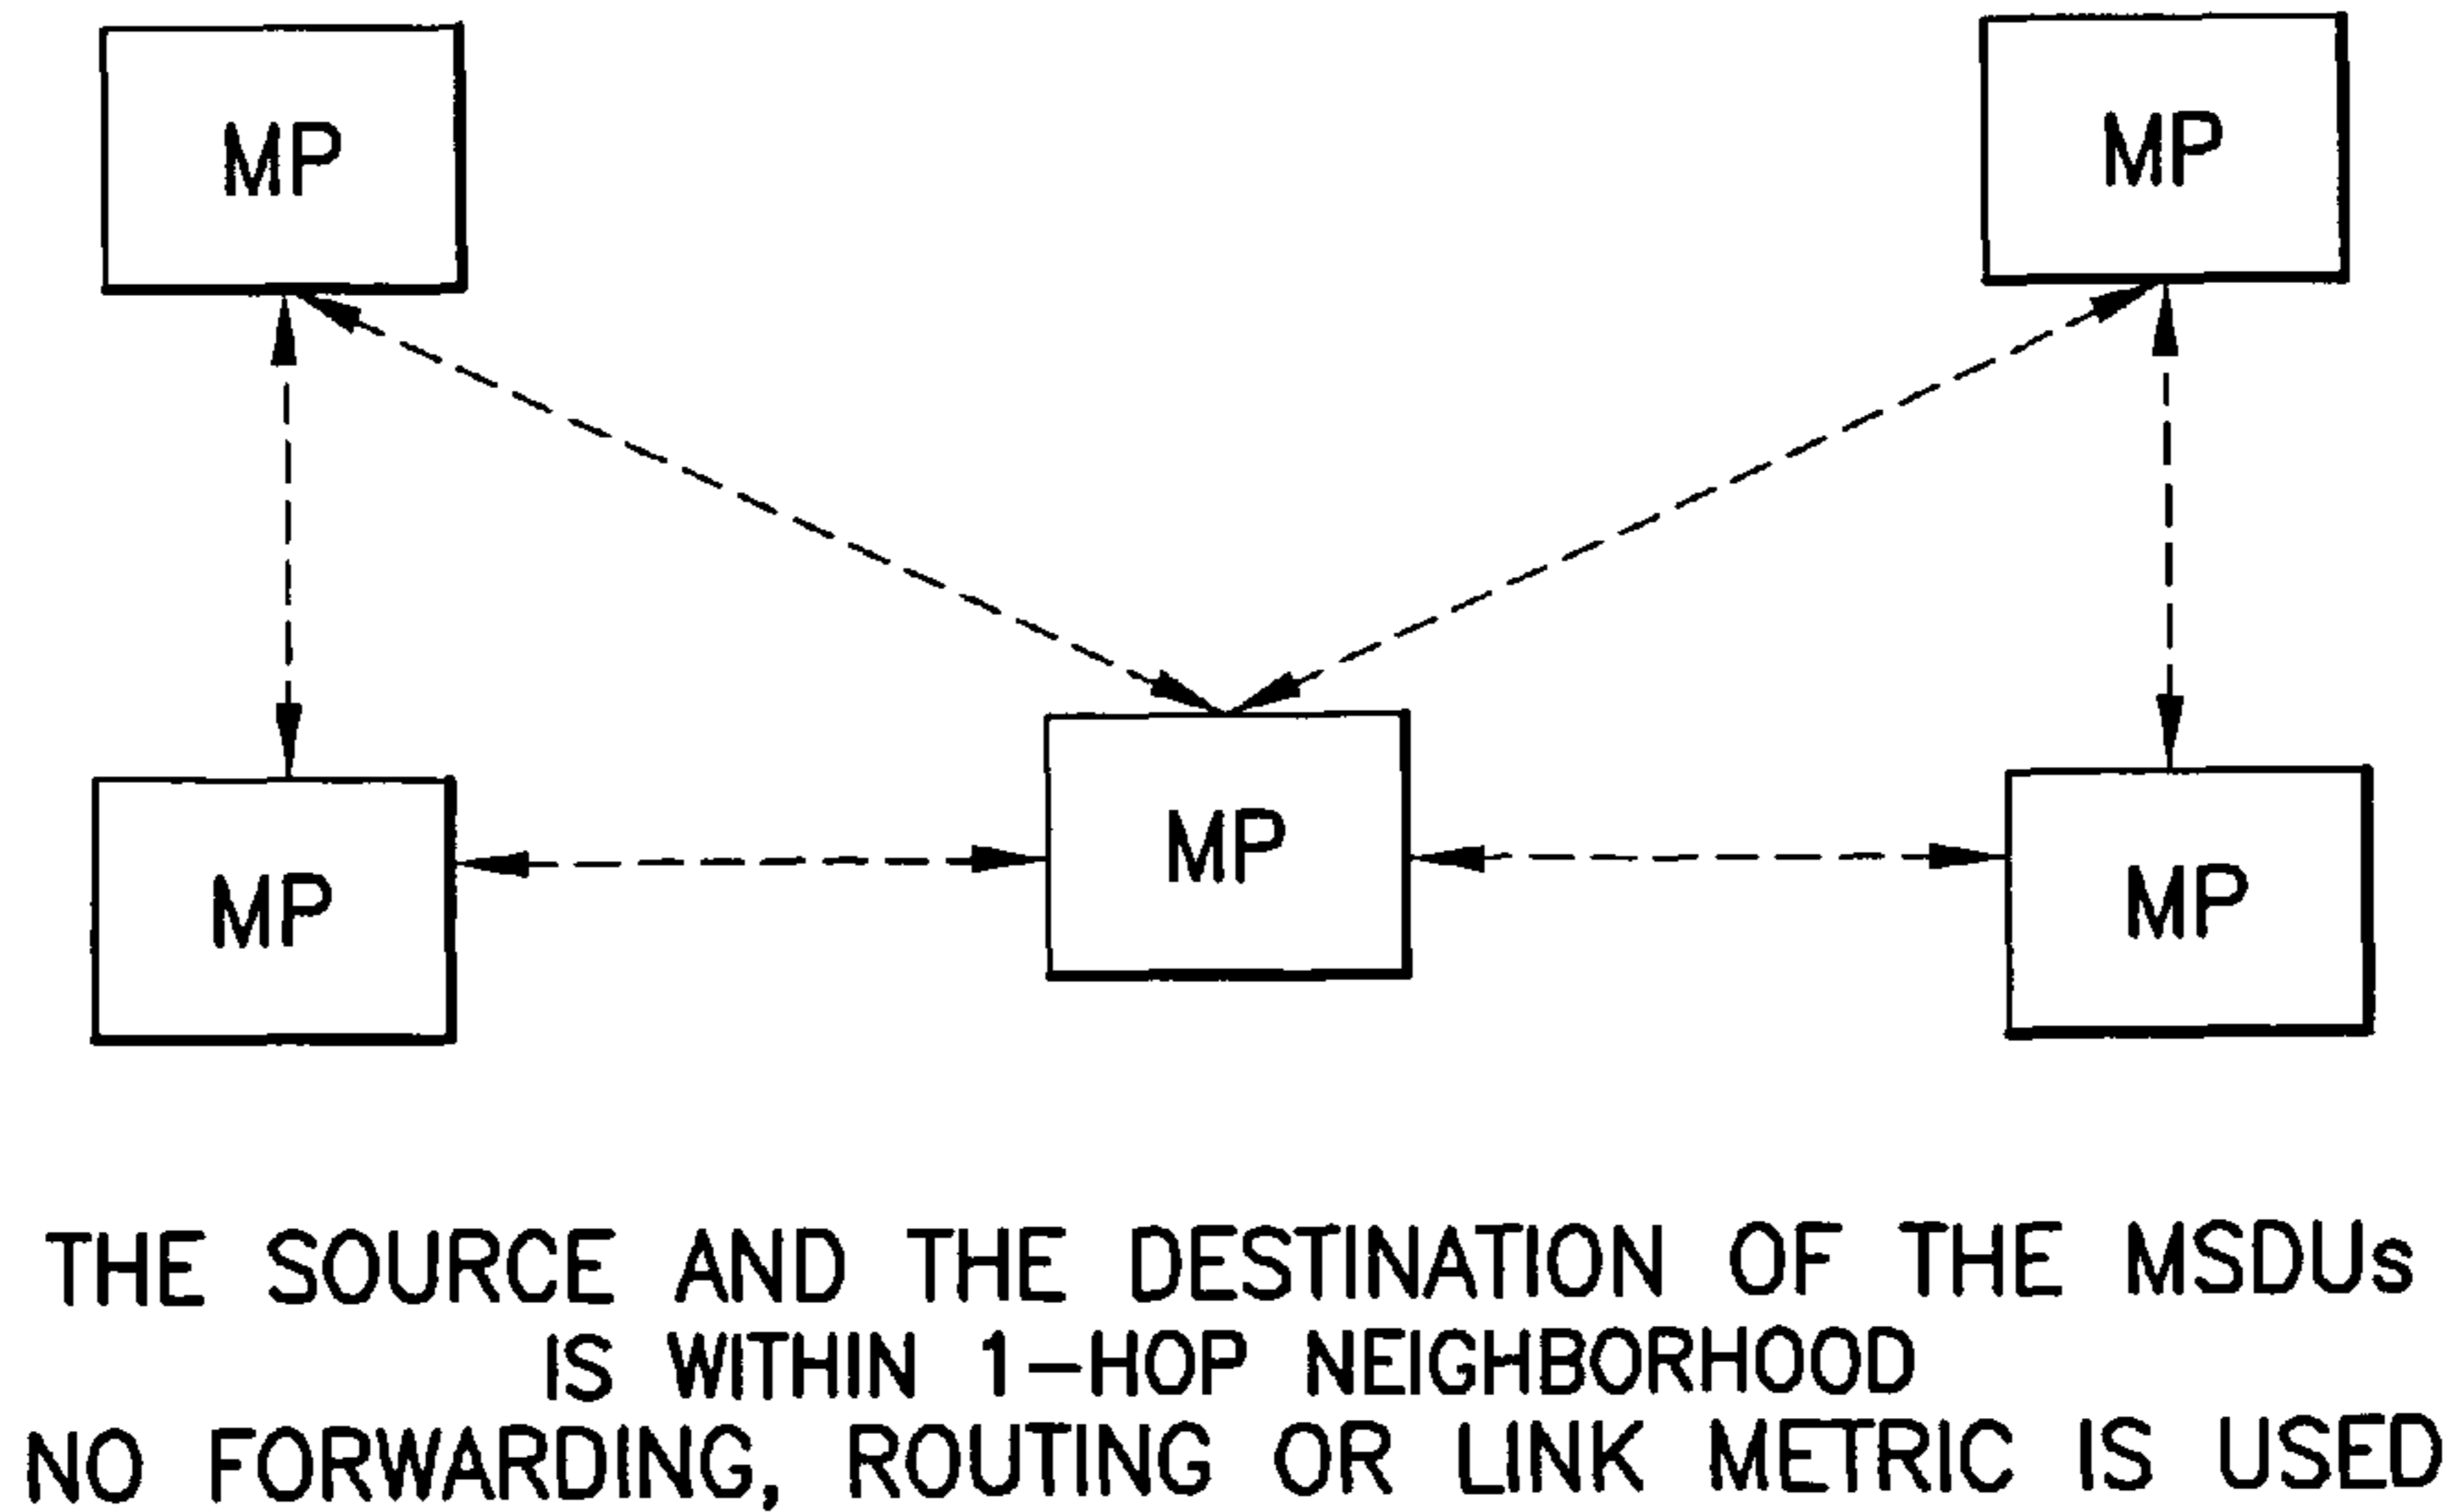 MP
MP
MP
MP
MP
THE SOURCE AND THE DESTINATION OF THE MSDUs
IS WITHIN 1-HOP NEIGHBORHOOD
NO FORWARDING, ROUTING OR LINK METRIC IS USED